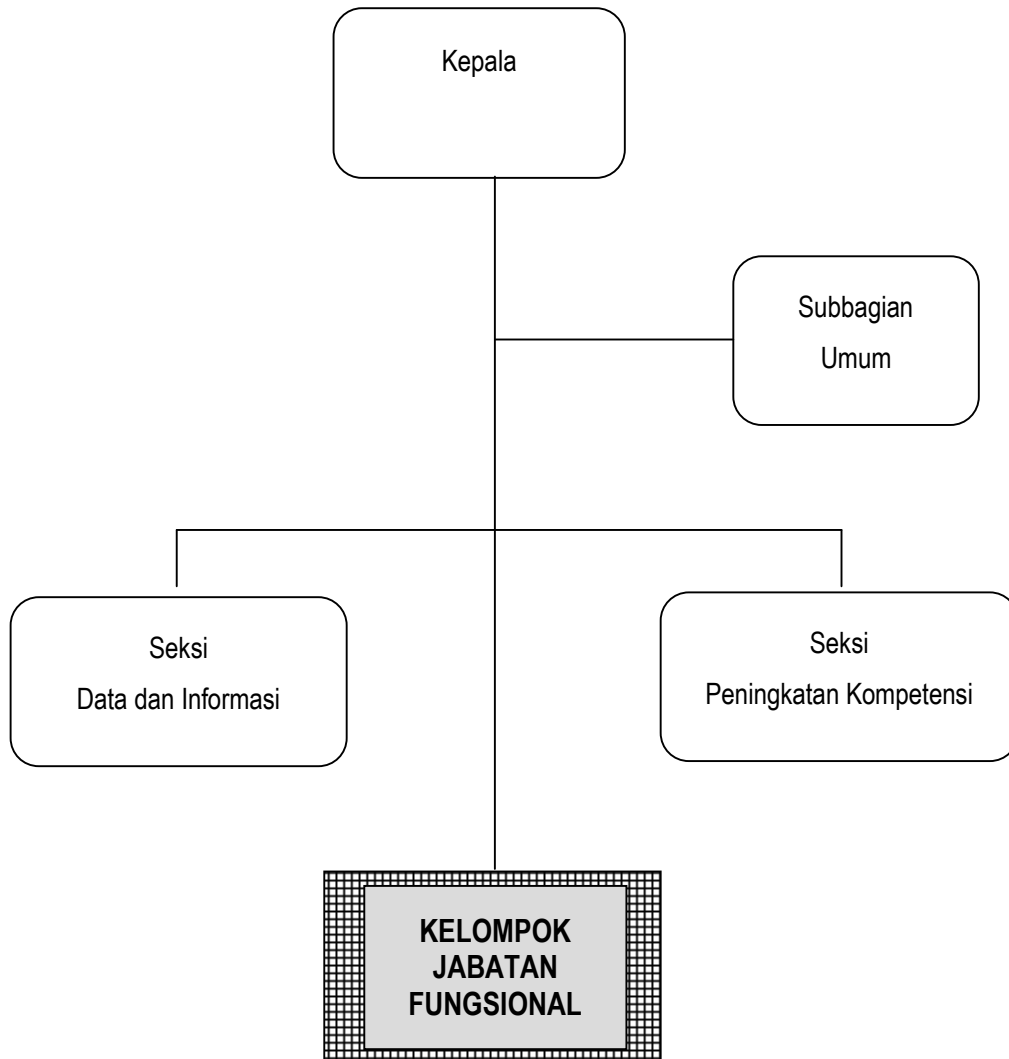 Kepala
Subbagian
Umum
Seksi
Data dan Informasi
Seksi
Peningkatan Kompetensi
KELOMPOK
JABATAN
FUNGSIONAL